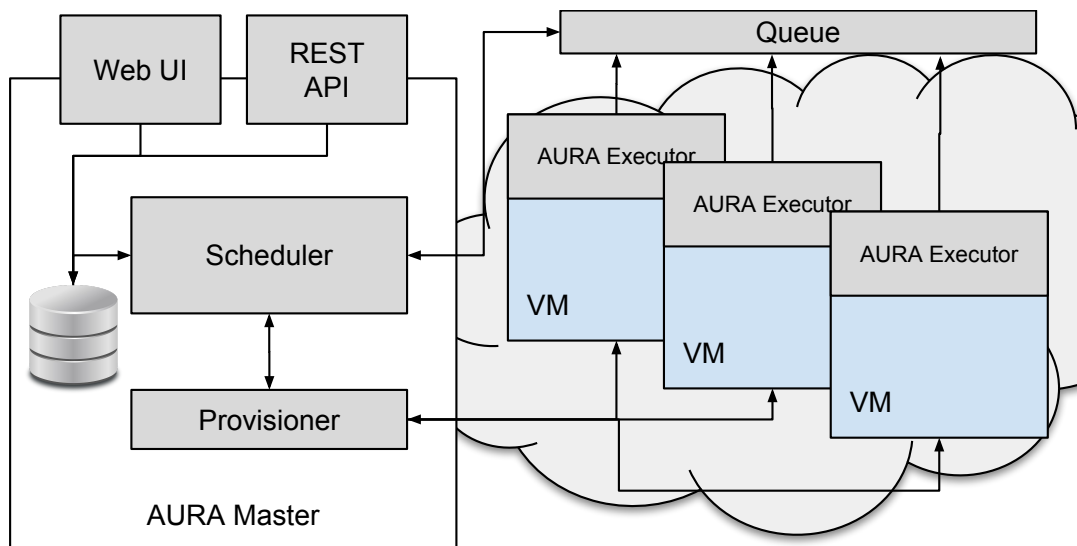 Web UI
REST
API
Queue
AURA Executor
AURA Executor
AURA Executor
Scheduler
VM
VM
VM
Provisioner
AURA Master